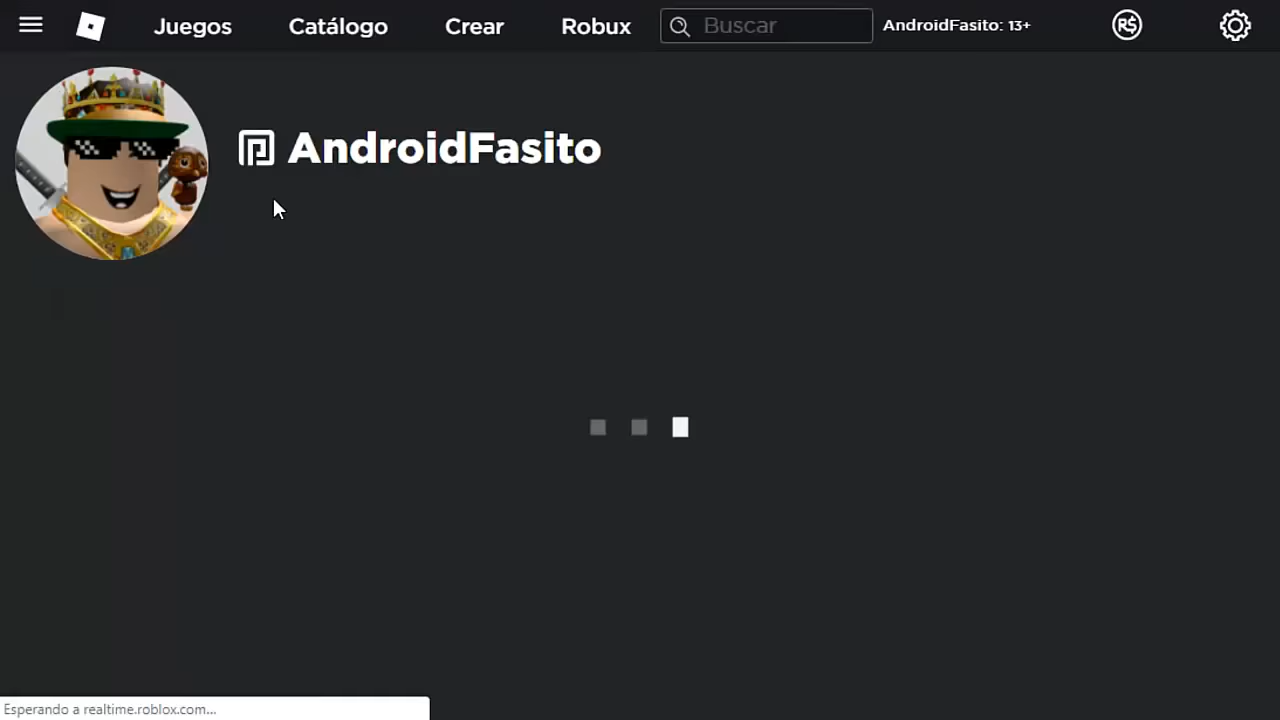 Juegos
Catálogo
Crear
Robux
Buscar
AndroidFasito: 13+
AndroidFasito
Esperando a realtime.roblox.com...